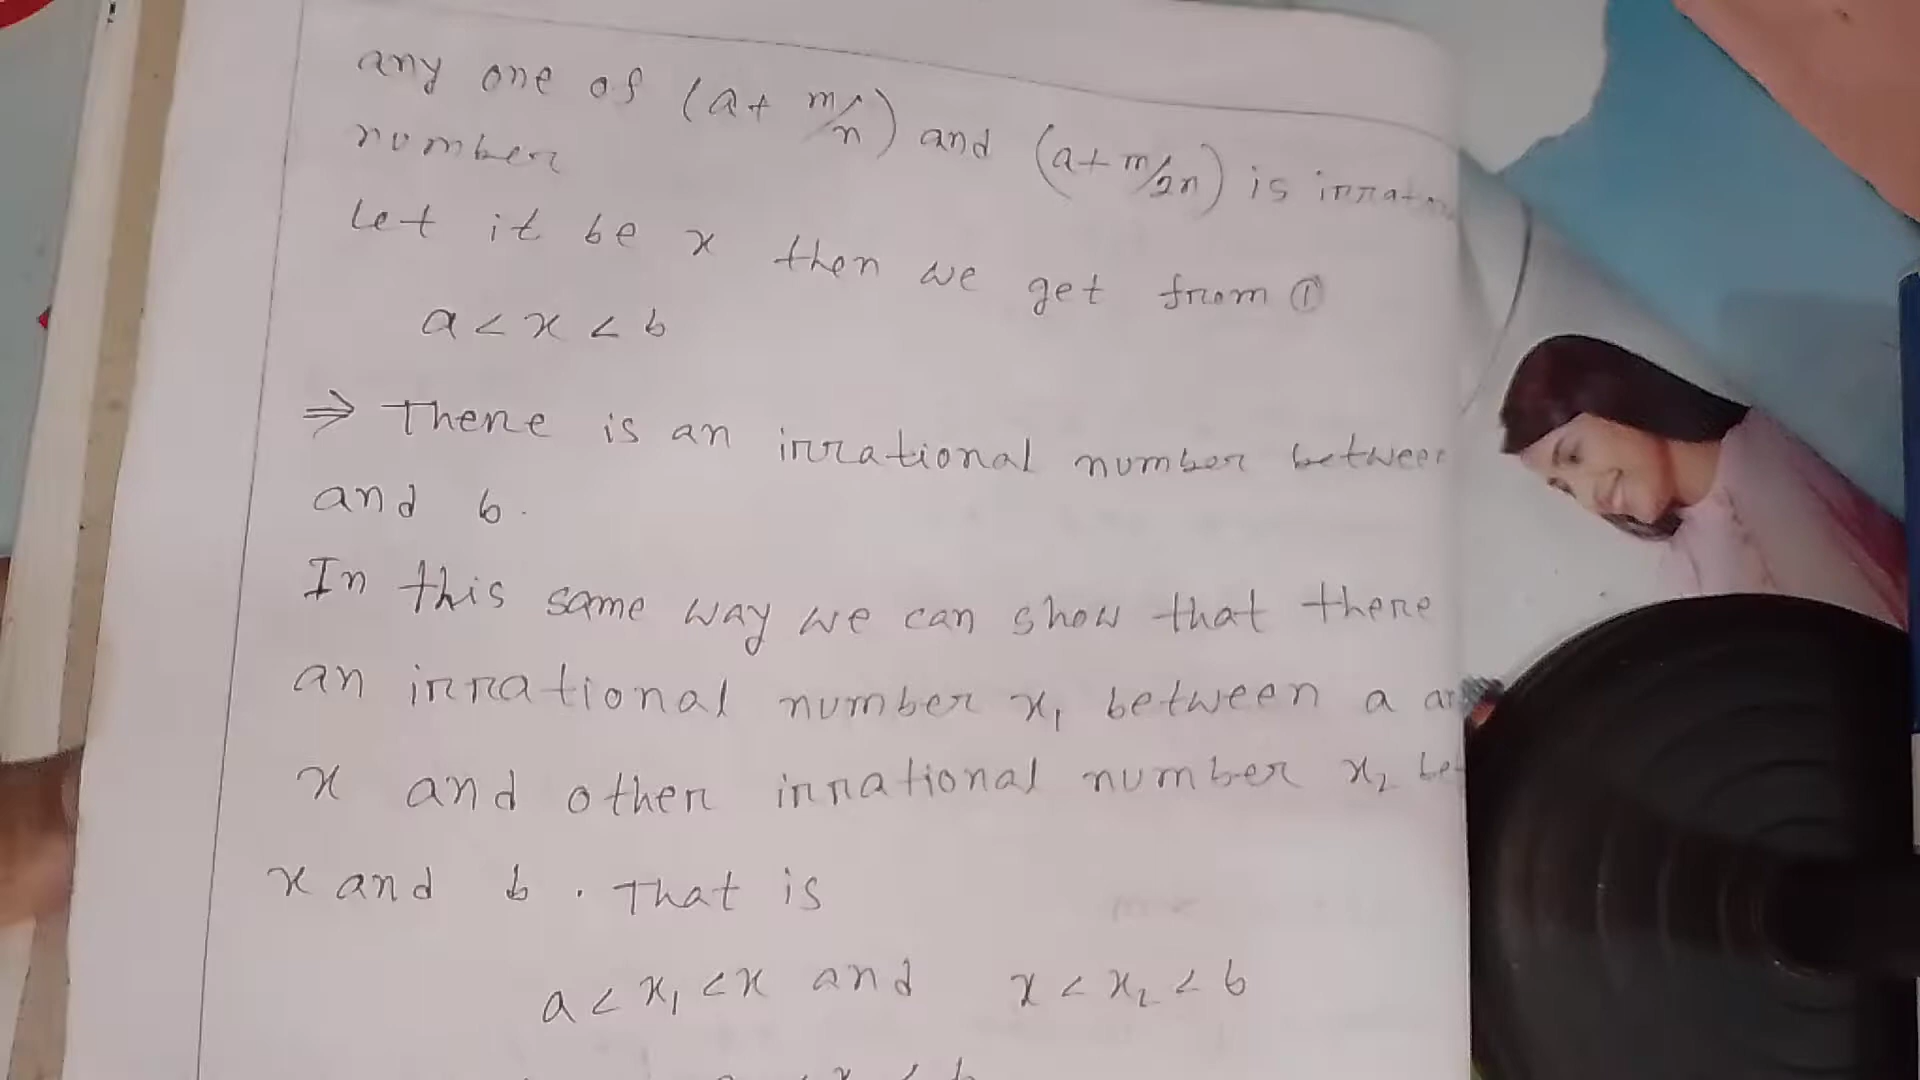 any one of (a+ m/n) and (a+ m/2n) is irration
number
Let it be x then we get from ①
a < x < b
⇒ There is an irrational number between
and b.
In this same way we can show that there
an irrational number x₁ between a an
x and other irrational number x₂ be
x and b. That is
a < x₁ < x and x < x₂ < b